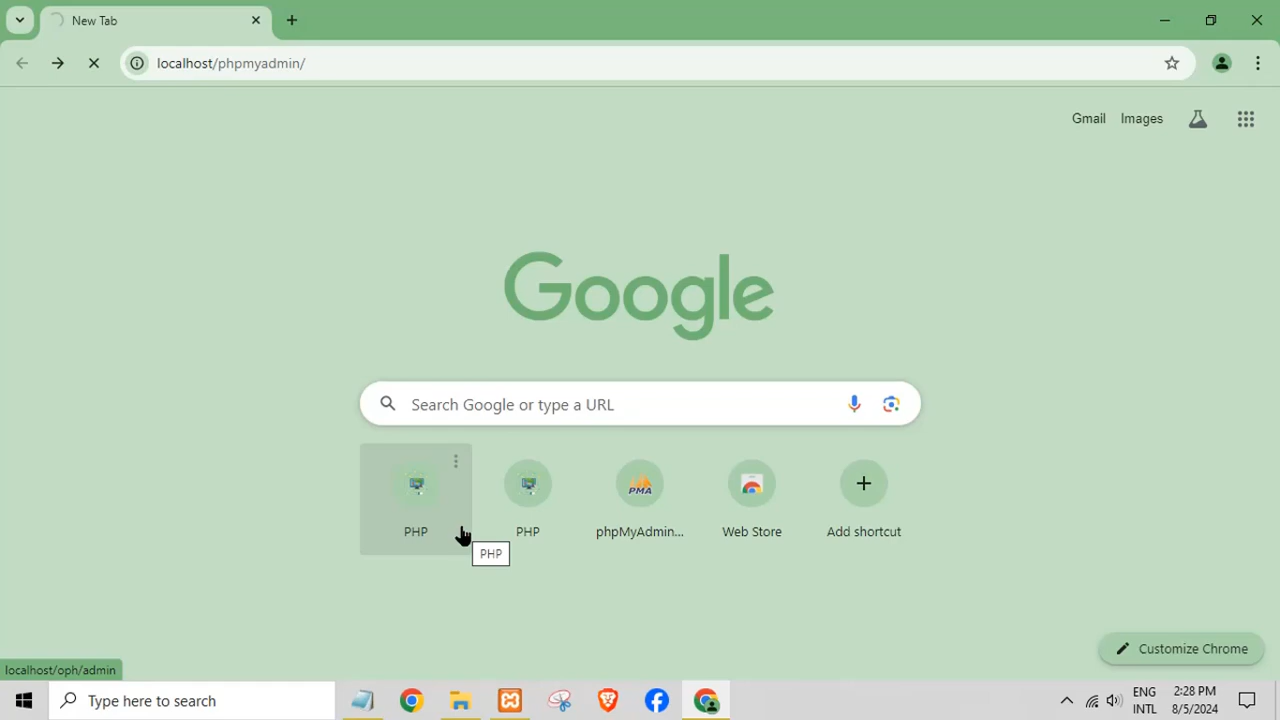 New Tab
localhost/phpmyadmin/
Gmail Images
Google
Search Google or type a URL
PMA
PHP PHP phpMyAdmin... Web Store Add shortcut
PHP
Customize Chrome
localhost/oph/admin
Type here to search
ENG 2:28 PM
INTL 8/5/2024